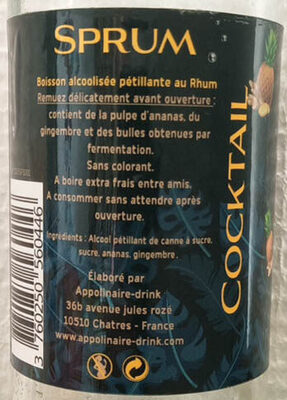 SPRUM
Boisson alcoolisée pétillante au Rhum
Remuez délicatement avant ouverture :
contient de la pulpe d'ananas, du
gingembre et des bulles obtenues par
fermentation.
Sans colorant.
A boire extra frais entre amis.
A consommer sans attendre après
ouverture.
Ingrédients : Alcool pétillant de canne à sucre,
sucre, ananas, gingembre.
Élaboré par
Appolinaire-drink
36b avenue jules rozé
10510 Chatres - France
appolinaire-drink.com
COCKTAIL
3 760250 560446